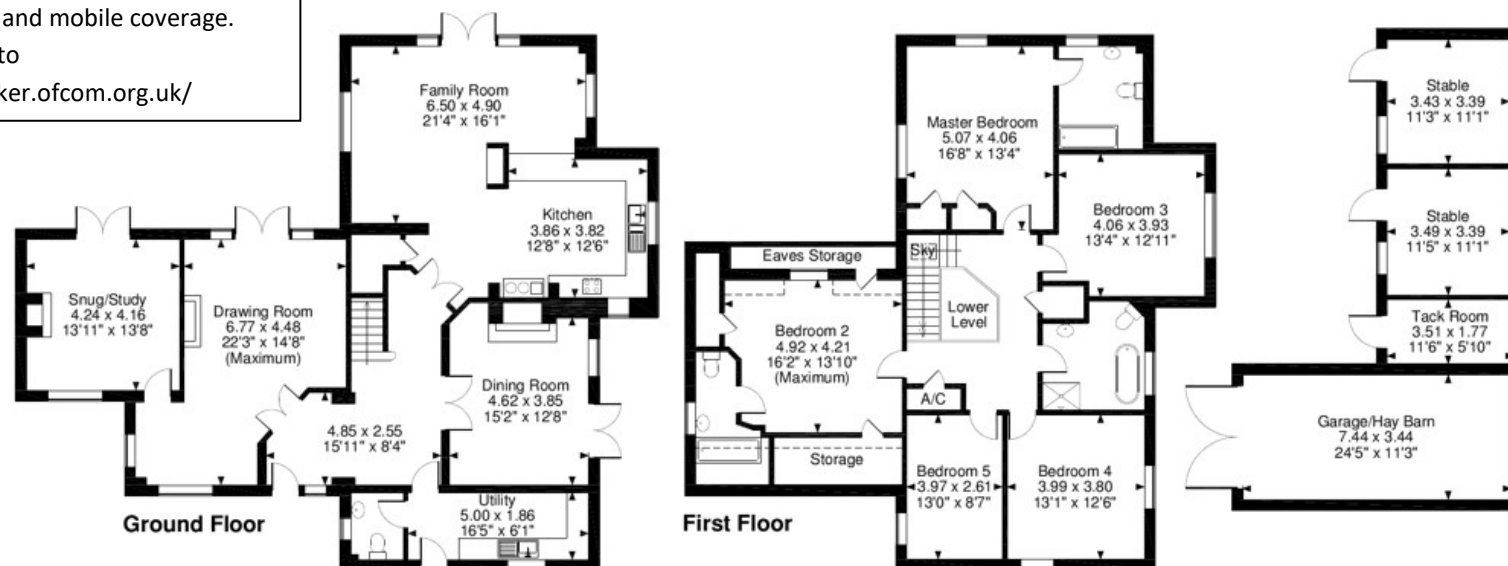 and mobile coverage.
to
ker.ofcom.org.uk/
Family Room
6.50 x 4.90
21'4" x 16'1"
Kitchen
3.86 x 3.82
12'8" x 12'6"
Snug/Study
4.24 x 4.16
13'11" x 13'8"
Drawing Room
6.77 x 4.48
22'3" x 14'8"
(Maximum)
Dining Room
4.62 x 3.85
15'2" x 12'8"
4.85 x 2.55
15'11" x 8'4"
Utility
5.00 x 1.86
16'5" x 6'1"
Ground Floor
Master Bedroom
5.07 x 4.06
16'8" x 13'4"
Bedroom 3
4.06 x 3.93
13'4" x 12'11"
Eaves Storage
Sky
Lower
Level
Bedroom 2
4.92 x 4.21
16'2" x 13'10"
(Maximum)
A/C
Storage
Bedroom 5
3.97 x 2.61
13'0" x 8'7"
Bedroom 4
3.99 x 3.80
13'1" x 12'6"
First Floor
Stable
3.43 x 3.39
11'3" x 11'1"
Stable
3.49 x 3.39
11'5" x 11'1"
Tack Room
3.51 x 1.77
11'6" x 5'10"
Garage/Hay Barn
7.44 x 3.44
24'5" x 11'3"